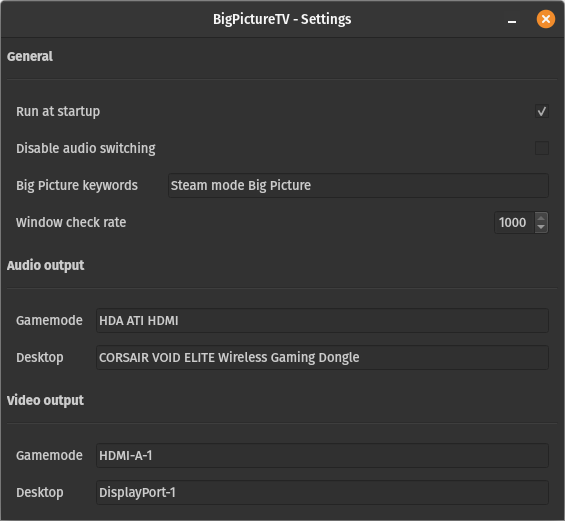 BigPictureTV - Settings
General
Run at startup
Disable audio switching
Big Picture keywords Steam mode Big Picture
Window check rate 1000
Audio output
Gamemode HDA ATI HDMI
Desktop CORSAIR VOID ELITE Wireless Gaming Dongle
Video output
Gamemode HDMI-A-1
Desktop DisplayPort-1